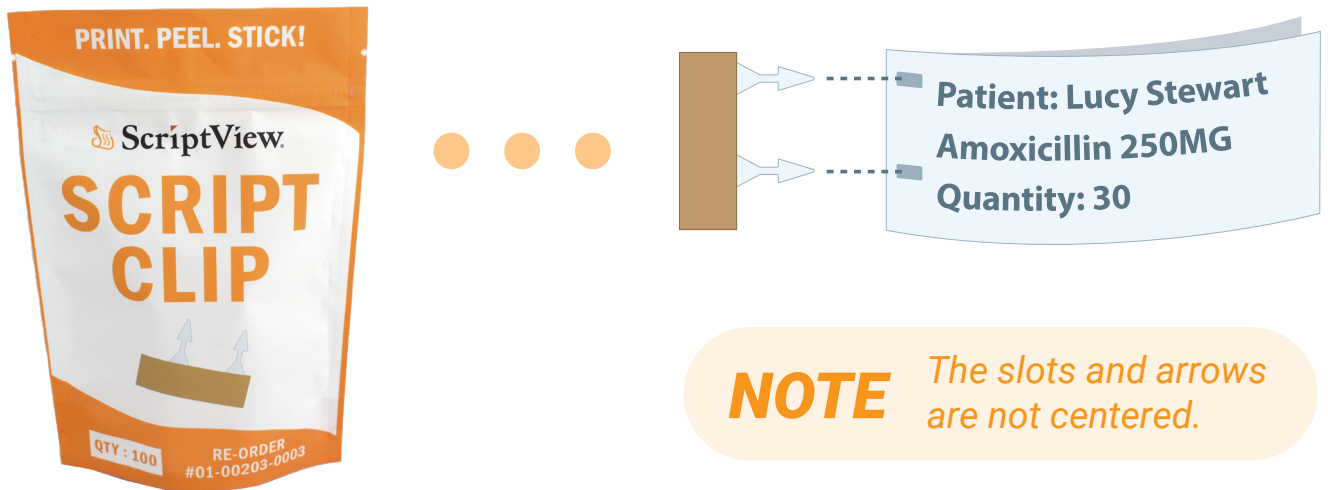 PRINT. PEEL. STICK!
ScriptView.
SCRIPT
CLIP
QTY : 100
RE-ORDER
#01-00203-0003
Patient: Lucy Stewart
Amoxicillin 250MG
Quantity: 30
NOTE
The slots and arrows
are not centered.